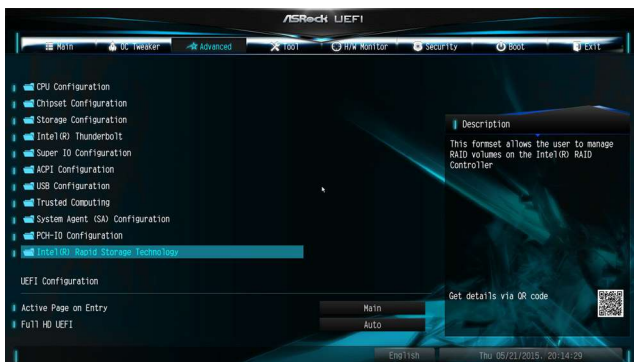 ASRock UEFI
Main OC Tweaker Advanced Tool H/W Monitor Security Boot Exit
CPU Configuration
Chipset Configuration
Storage Configuration
Intel(R) Thunderbolt
Super IO Configuration
ACPI Configuration
USB Configuration
Trusted Computing
System Agent (SA) Configuration
PCH-IO Configuration
Intel(R) Rapid Storage Technology
UEFI Configuration
Active Page on Entry Main
Full HD UEFI Auto
Description
This formset allows the user to manage
RAID volumes on the Intel(R) RAID
Controller
Get details via QR code
English Thu 05/21/2015. 20:14:29